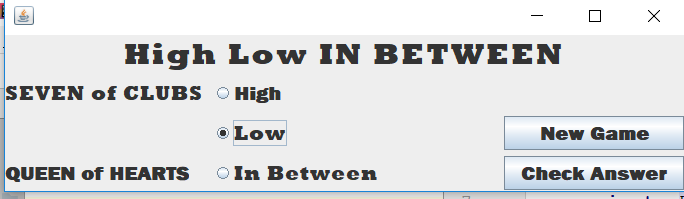 High Low IN BETWEEN
SEVEN of CLUBS High
Low New Game
QUEEN of HEARTS In Between Check Answer